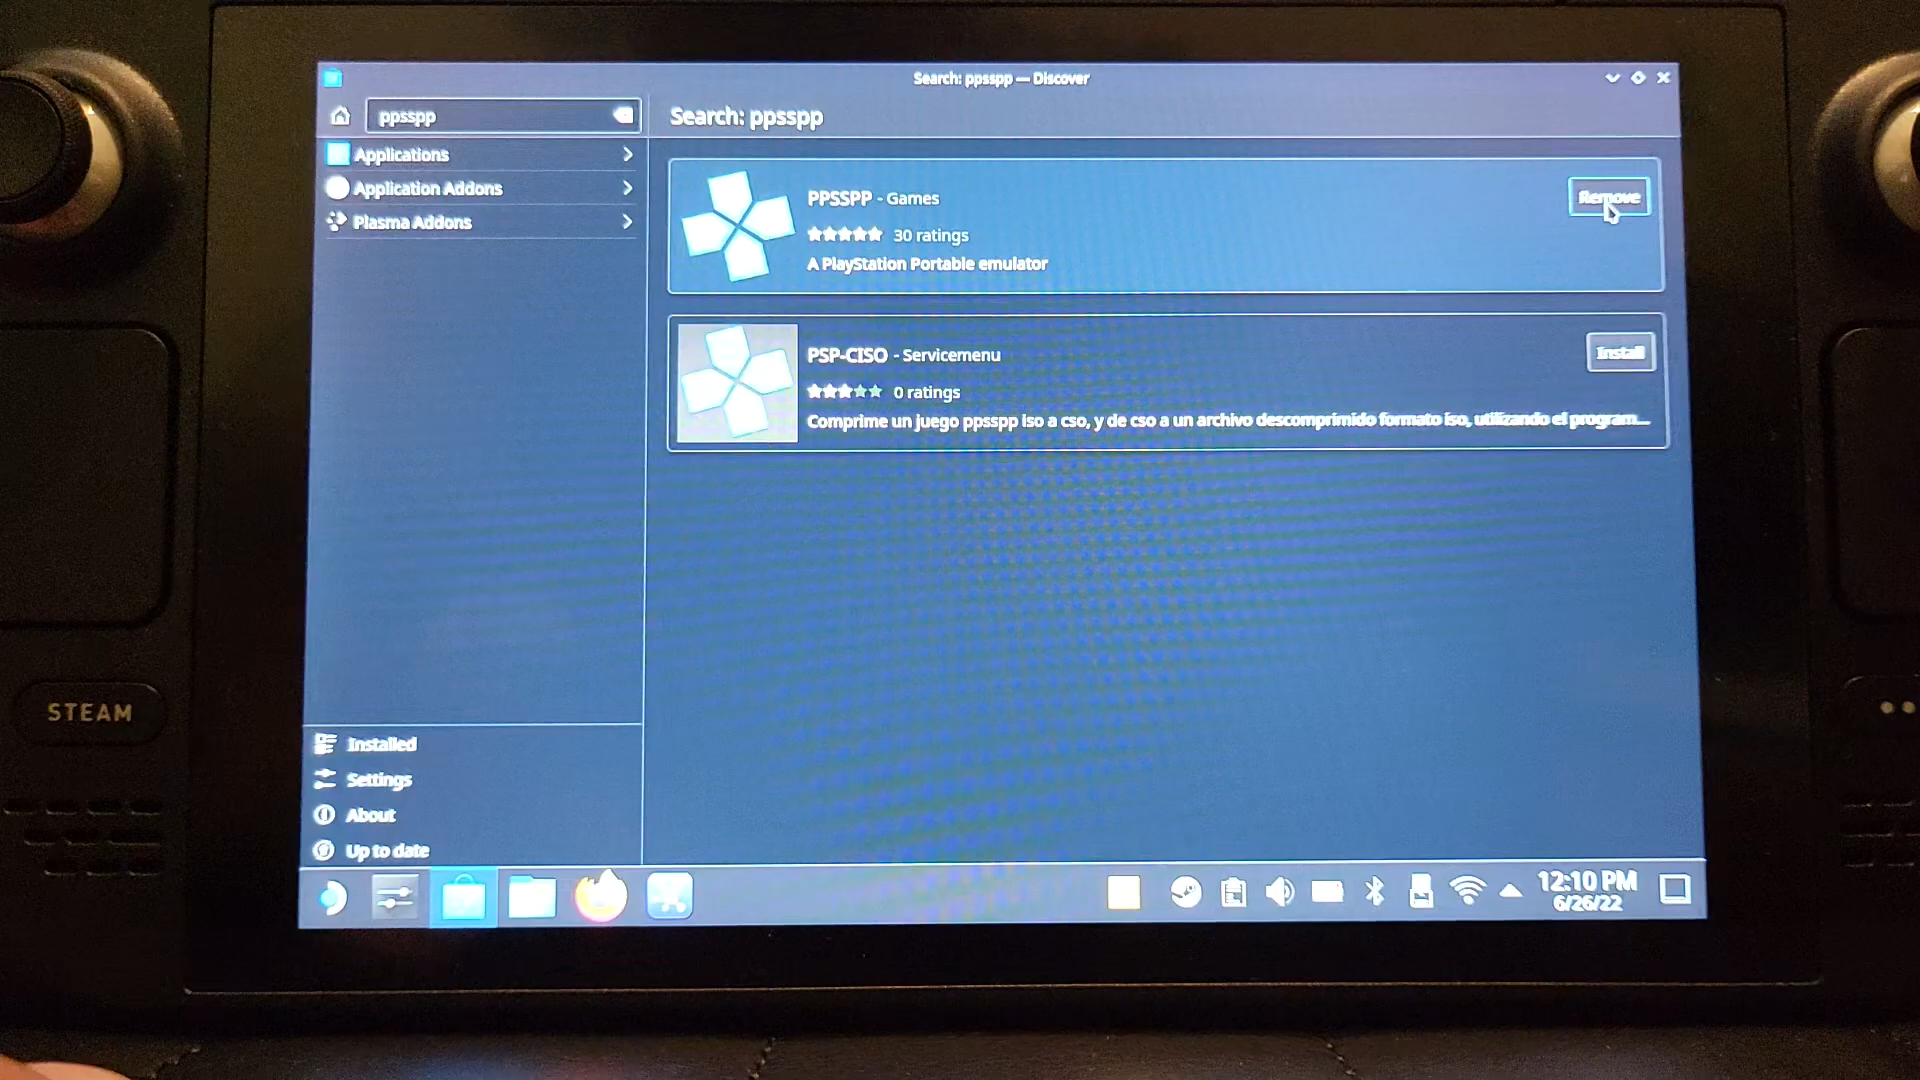 Search: ppsspp — Discover
ppsspp
Search: ppsspp
Applications
Application Addons
Plasma Addons
PPSSPP - Games
Remove
30 ratings
A PlayStation Portable emulator
PSP-CISO - Servicemenu
Install
0 ratings
Comprime un juego ppsspp iso a cso, y de cso a un archivo descomprimido formato iso, utilizando el program...
STEAM
Installed
Settings
About
Up to date
12:10 PM
6/26/22